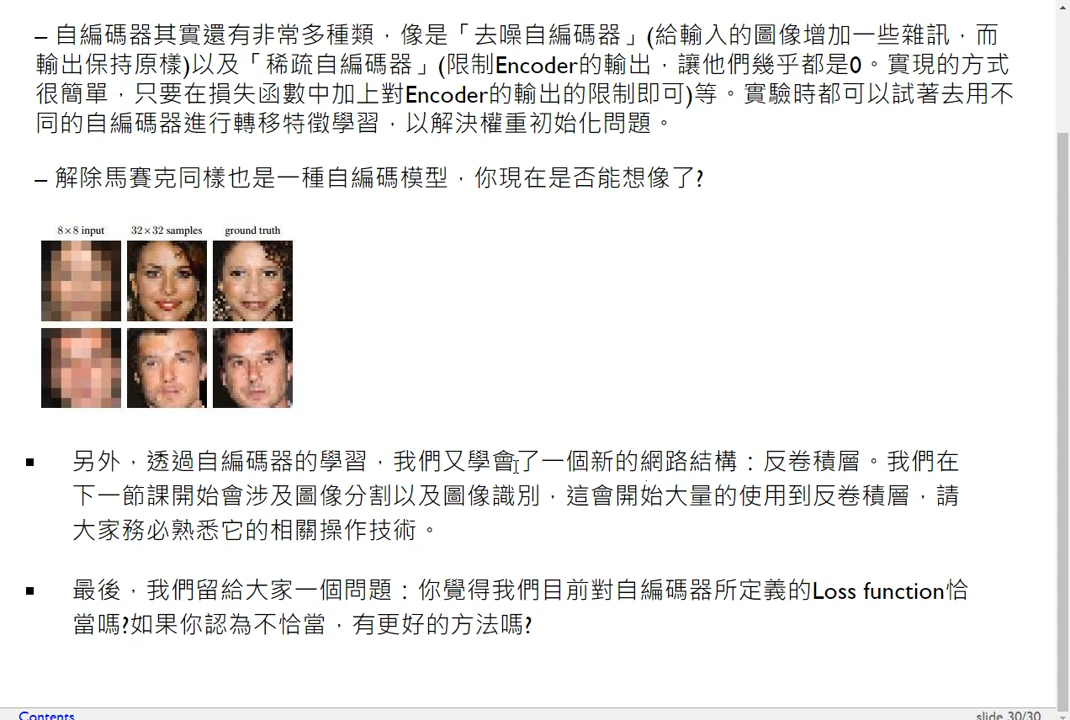 – 自編碼器其實還有非常多種類，像是「去噪自編碼器」(給輸入的圖像增加一些雜訊，而
輸出保持原樣)以及「稀疏自編碼器」(限制Encoder的輸出，讓他們幾乎都是0。實現的方式
很簡單，只要在損失函數中加上對Encoder的輸出的限制即可)等。實驗時都可以試著去用不
同的自編碼器進行轉移特徵學習，以解決權重初始化問題。
– 解除馬賽克同樣也是一種自編碼模型，你現在是否能想像了?
8×8 input 32×32 samples ground truth
▪ 另外，透過自編碼器的學習，我們又學會了一個新的網路結構：反卷積層。我們在
下一節課開始會涉及圖像分割以及圖像識別，這會開始大量的使用到反卷積層，請
大家務必熟悉它的相關操作技術。
▪ 最後，我們留給大家一個問題：你覺得我們目前對自編碼器所定義的Loss function恰
當嗎?如果你認為不恰當，有更好的方法嗎?
Contents slide 30/30